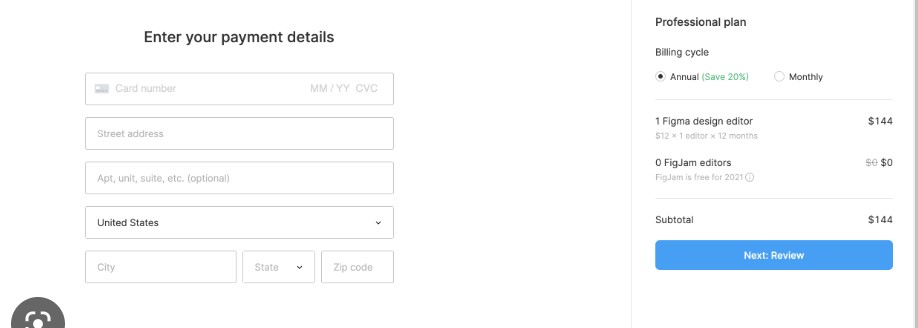 Enter your payment details
Card number MM / YY CVC
Street address
Apt, unit, suite, etc. (optional)
United States
City State Zip code
Professional plan
Billing cycle
Annual (Save 20%) Monthly
1 Figma design editor $144
$12 × 1 editor × 12 months
0 FigJam editors $0 $0
FigJam is free for 2021
Subtotal $144
Next: Review